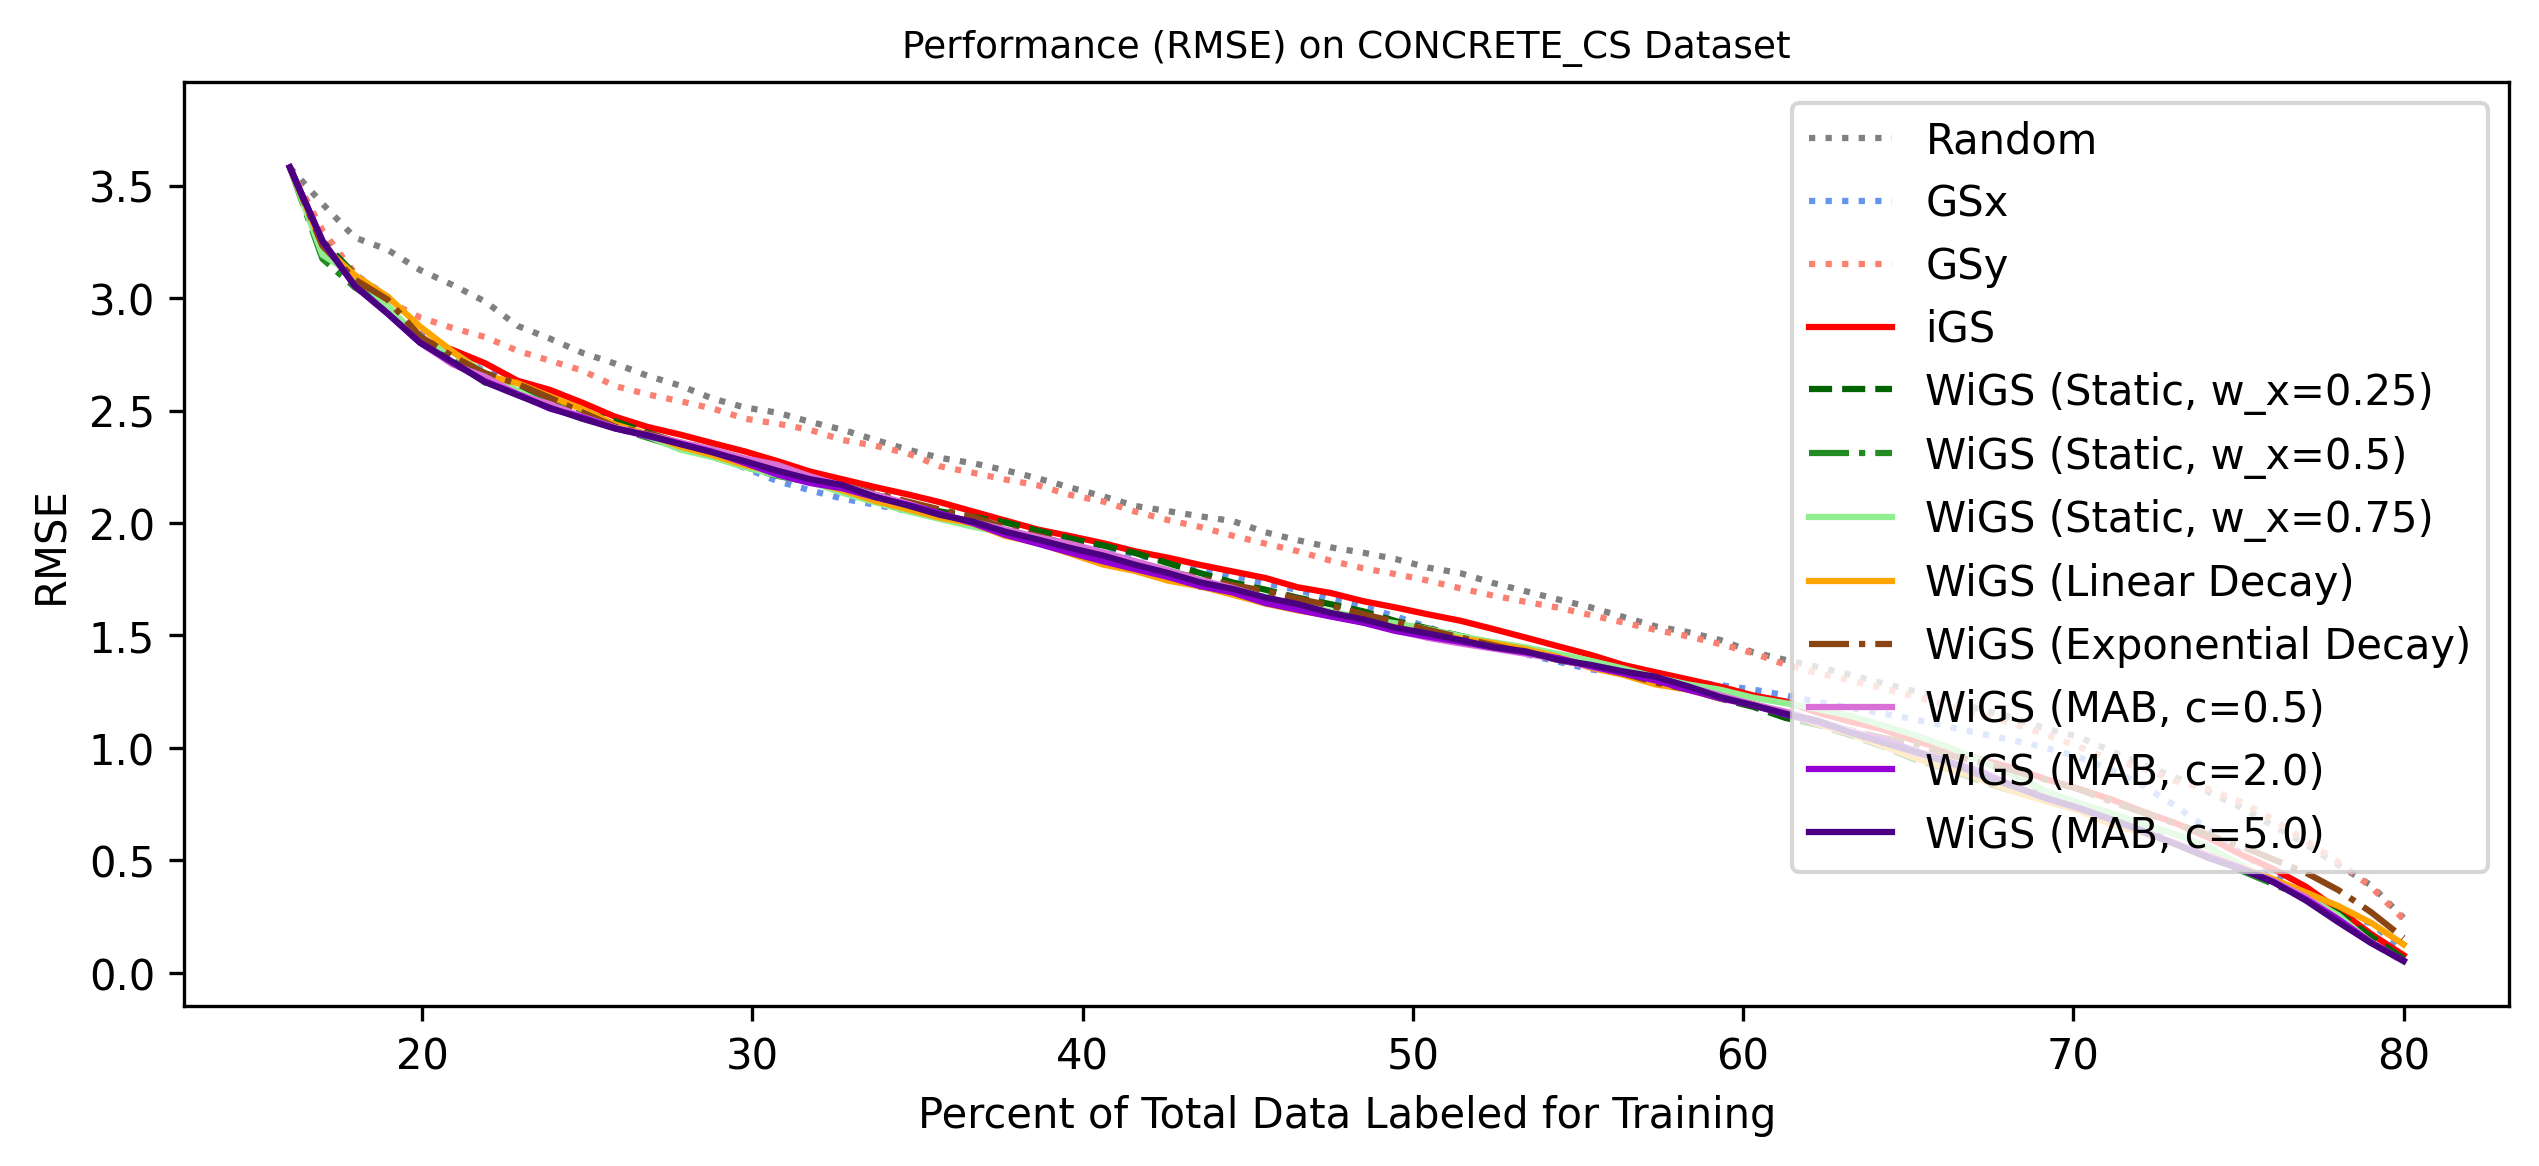 Performance (RMSE) on CONCRETE_CS Dataset
RMSE
3.5
3.0
2.5
2.0
1.5
1.0
0.5
0.0
Random
GSx
GSy
iGS
WiGS (Static, w_x=0.25)
WiGS (Static, w_x=0.5)
WiGS (Static, w_x=0.75)
WiGS (Linear Decay)
WiGS (Exponential Decay)
WiGS (MAB, c=0.5)
WiGS (MAB, c=2.0)
WiGS (MAB, c=5.0)
20 30 40 50 60 70 80
Percent of Total Data Labeled for Training